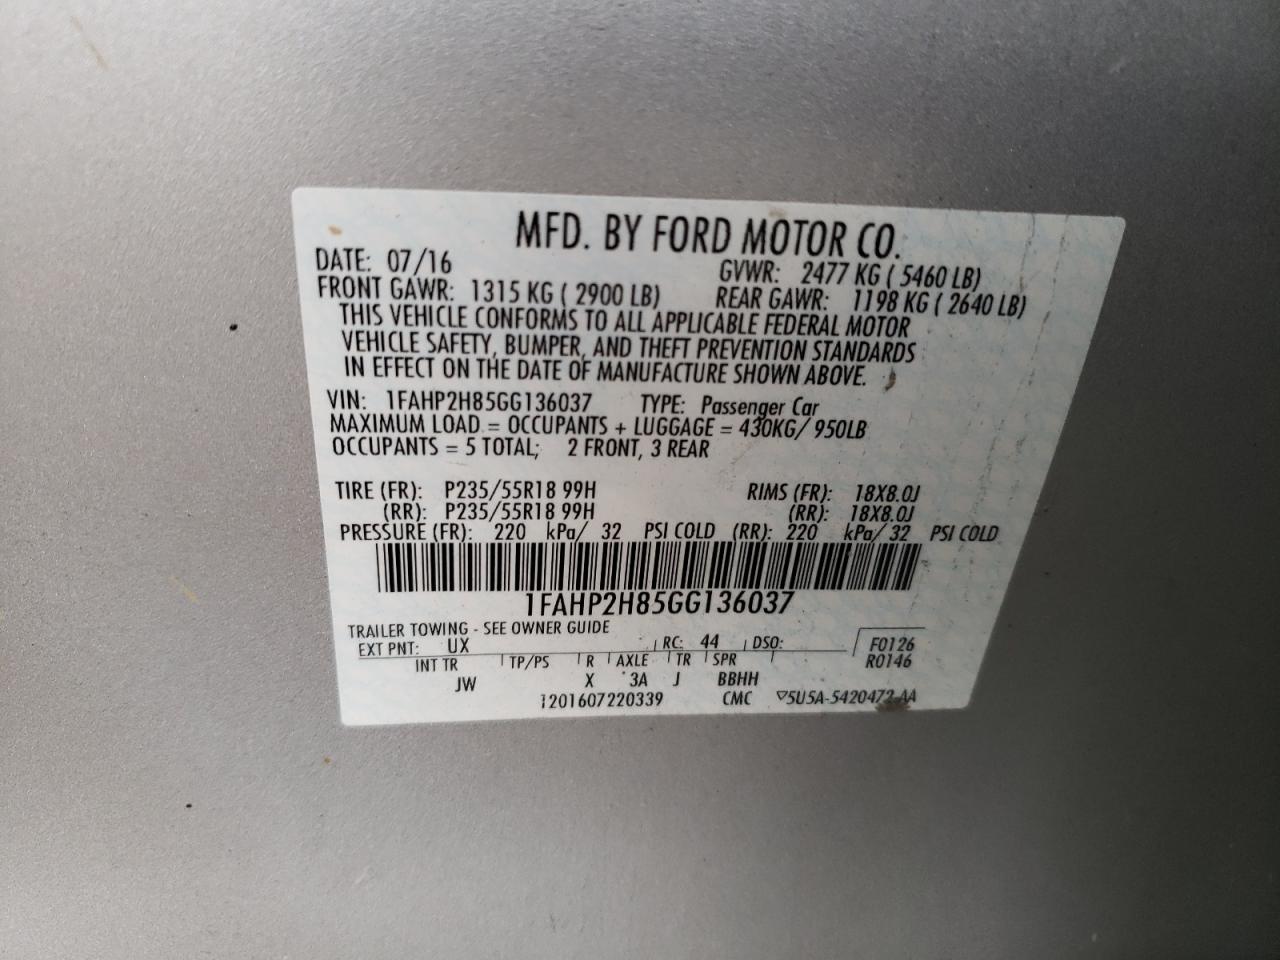 MFD. BY FORD MOTOR CO.
DATE: 07/16 GVWR: 2477 KG ( 5460 LB)
FRONT GAWR: 1315 KG ( 2900 LB) REAR GAWR: 1198 KG ( 2640 LB)
THIS VEHICLE CONFORMS TO ALL APPLICABLE FEDERAL MOTOR
VEHICLE SAFETY, BUMPER, AND THEFT PREVENTION STANDARDS
IN EFFECT ON THE DATE OF MANUFACTURE SHOWN ABOVE.
VIN: 1FAHP2H85GG136037 TYPE: Passenger Car
MAXIMUM LOAD = OCCUPANTS + LUGGAGE = 430KG/ 950LB
OCCUPANTS = 5 TOTAL; 2 FRONT, 3 REAR
TIRE (FR): P235/55R18 99H RIMS (FR): 18X8.0J
(RR): P235/55R18 99H (RR): 18X8.0J
PRESSURE (FR): 220 kPa/ 32 PSI COLD (RR): 220 kPa/ 32 PSI COLD
1FAHP2H85GG136037
TRAILER TOWING - SEE OWNER GUIDE
EXT PNT: UX RC: 44 DSO: F0126
INT TR TP/PS R AXLE TR SPR R0146
JW X 3A J BBHH
1201607220339 CMC ▽5U5A-5420472-AA